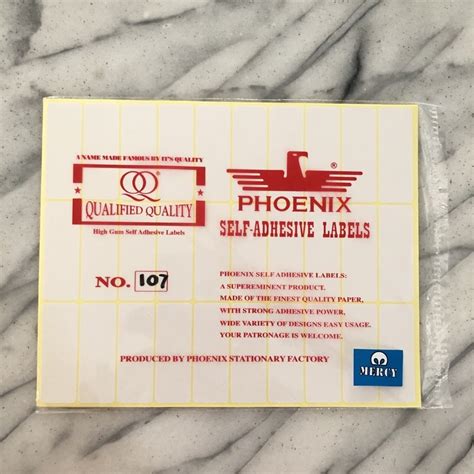 A NAME MADE FAMOUS BY IT'S QUALITY
QQ
QUALIFIED QUALITY
High Gum Self Adhesive Labels
®
PHOENIX
SELF-ADHESIVE LABELS
NO. 107
PHOENIX SELF ADHESIVE LABELS:
A SUPEREMINENT PRODUCT.
MADE OF THE FINEST QUALITY PAPER,
WITH STRONG ADHESIVE POWER,
WIDE VARIETY OF DESIGNS EASY USAGE.
YOUR PATRONAGE IS WELCOME.
PRODUCED BY PHOENIX STATIONARY FACTORY
MERCY